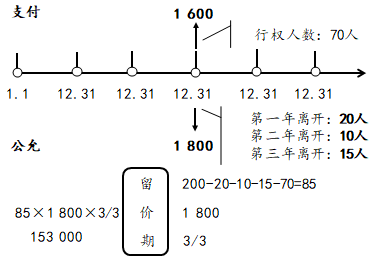 支付
1 600
行权人数：70人
1.1 12.31 12.31 12.31 12.31 12.31
公允
1 800
第一年离开：20人
第二年离开：10人
第三年离开：15人
留 200-20-10-15-70=85
85×1 800×3/3 价 1 800
153 000 期 3/3